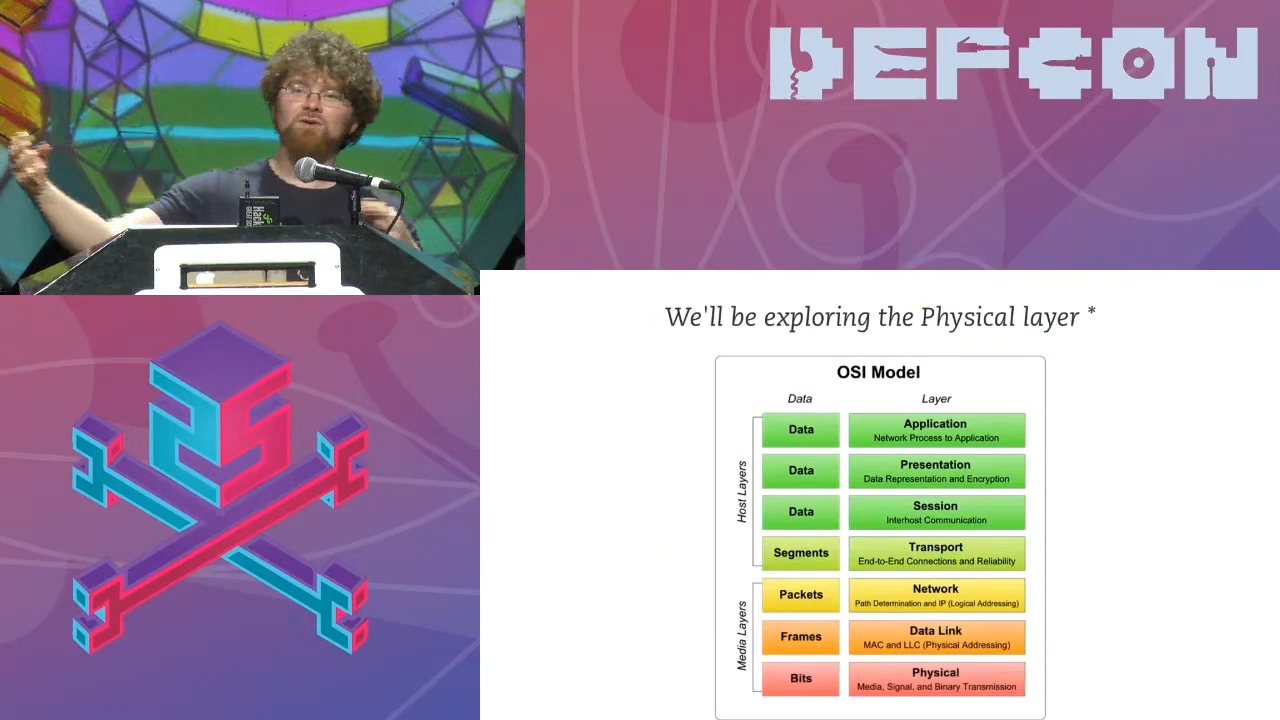 DEFCON
Hack
We'll be exploring the Physical layer *
OSI Model
Data Layer
Host Layers
Data Application
Network Process to Application
Data Presentation
Data Representation and Encryption
Data Session
Interhost Communication
Segments Transport
End-to-End Connections and Reliability
Media Layers
Packets Network
Path Determination and IP (Logical Addressing)
Frames Data Link
MAC and LLC (Physical Addressing)
Bits Physical
Media, Signal, and Binary Transmission
25